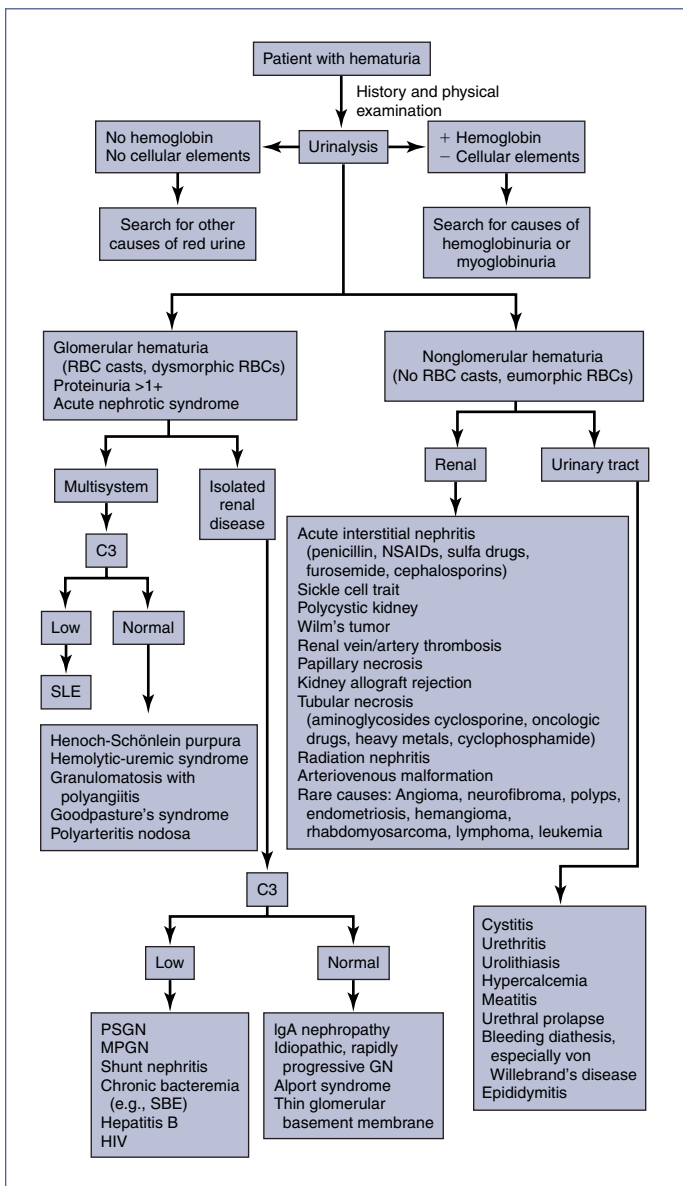 Patient with hematuria
History and physical
examination
No hemoglobin
No cellular elements
Urinalysis
+ Hemoglobin
− Cellular elements
Search for other
causes of red urine
Search for causes of
hemoglobinuria or
myoglobinuria
Glomerular hematuria
(RBC casts, dysmorphic RBCs)
Proteinuria >1+
Acute nephrotic syndrome
Nonglomerular hematuria
(No RBC casts, eumorphic RBCs)
Multisystem
Isolated
renal
disease
Renal
Urinary tract
C3
Low
Normal
SLE
Henoch-Schönlein purpura
Hemolytic-uremic syndrome
Granulomatosis with
polyangiitis
Goodpasture's syndrome
Polyarteritis nodosa
Acute interstitial nephritis
(penicillin, NSAIDs, sulfa drugs,
furosemide, cephalosporins)
Sickle cell trait
Polycystic kidney
Wilm's tumor
Renal vein/artery thrombosis
Papillary necrosis
Kidney allograft rejection
Tubular necrosis
(aminoglycosides cyclosporine, oncologic
drugs, heavy metals, cyclophosphamide)
Radiation nephritis
Arteriovenous malformation
Rare causes: Angioma, neurofibroma, polyps,
endometriosis, hemangioma,
rhabdomyosarcoma, lymphoma, leukemia
C3
Low
Normal
PSGN
MPGN
Shunt nephritis
Chronic bacteremia
(e.g., SBE)
Hepatitis B
HIV
IgA nephropathy
Idiopathic, rapidly
progressive GN
Alport syndrome
Thin glomerular
basement membrane
Cystitis
Urethritis
Urolithiasis
Hypercalcemia
Meatitis
Urethral prolapse
Bleeding diathesis,
especially von
Willebrand's disease
Epididymitis